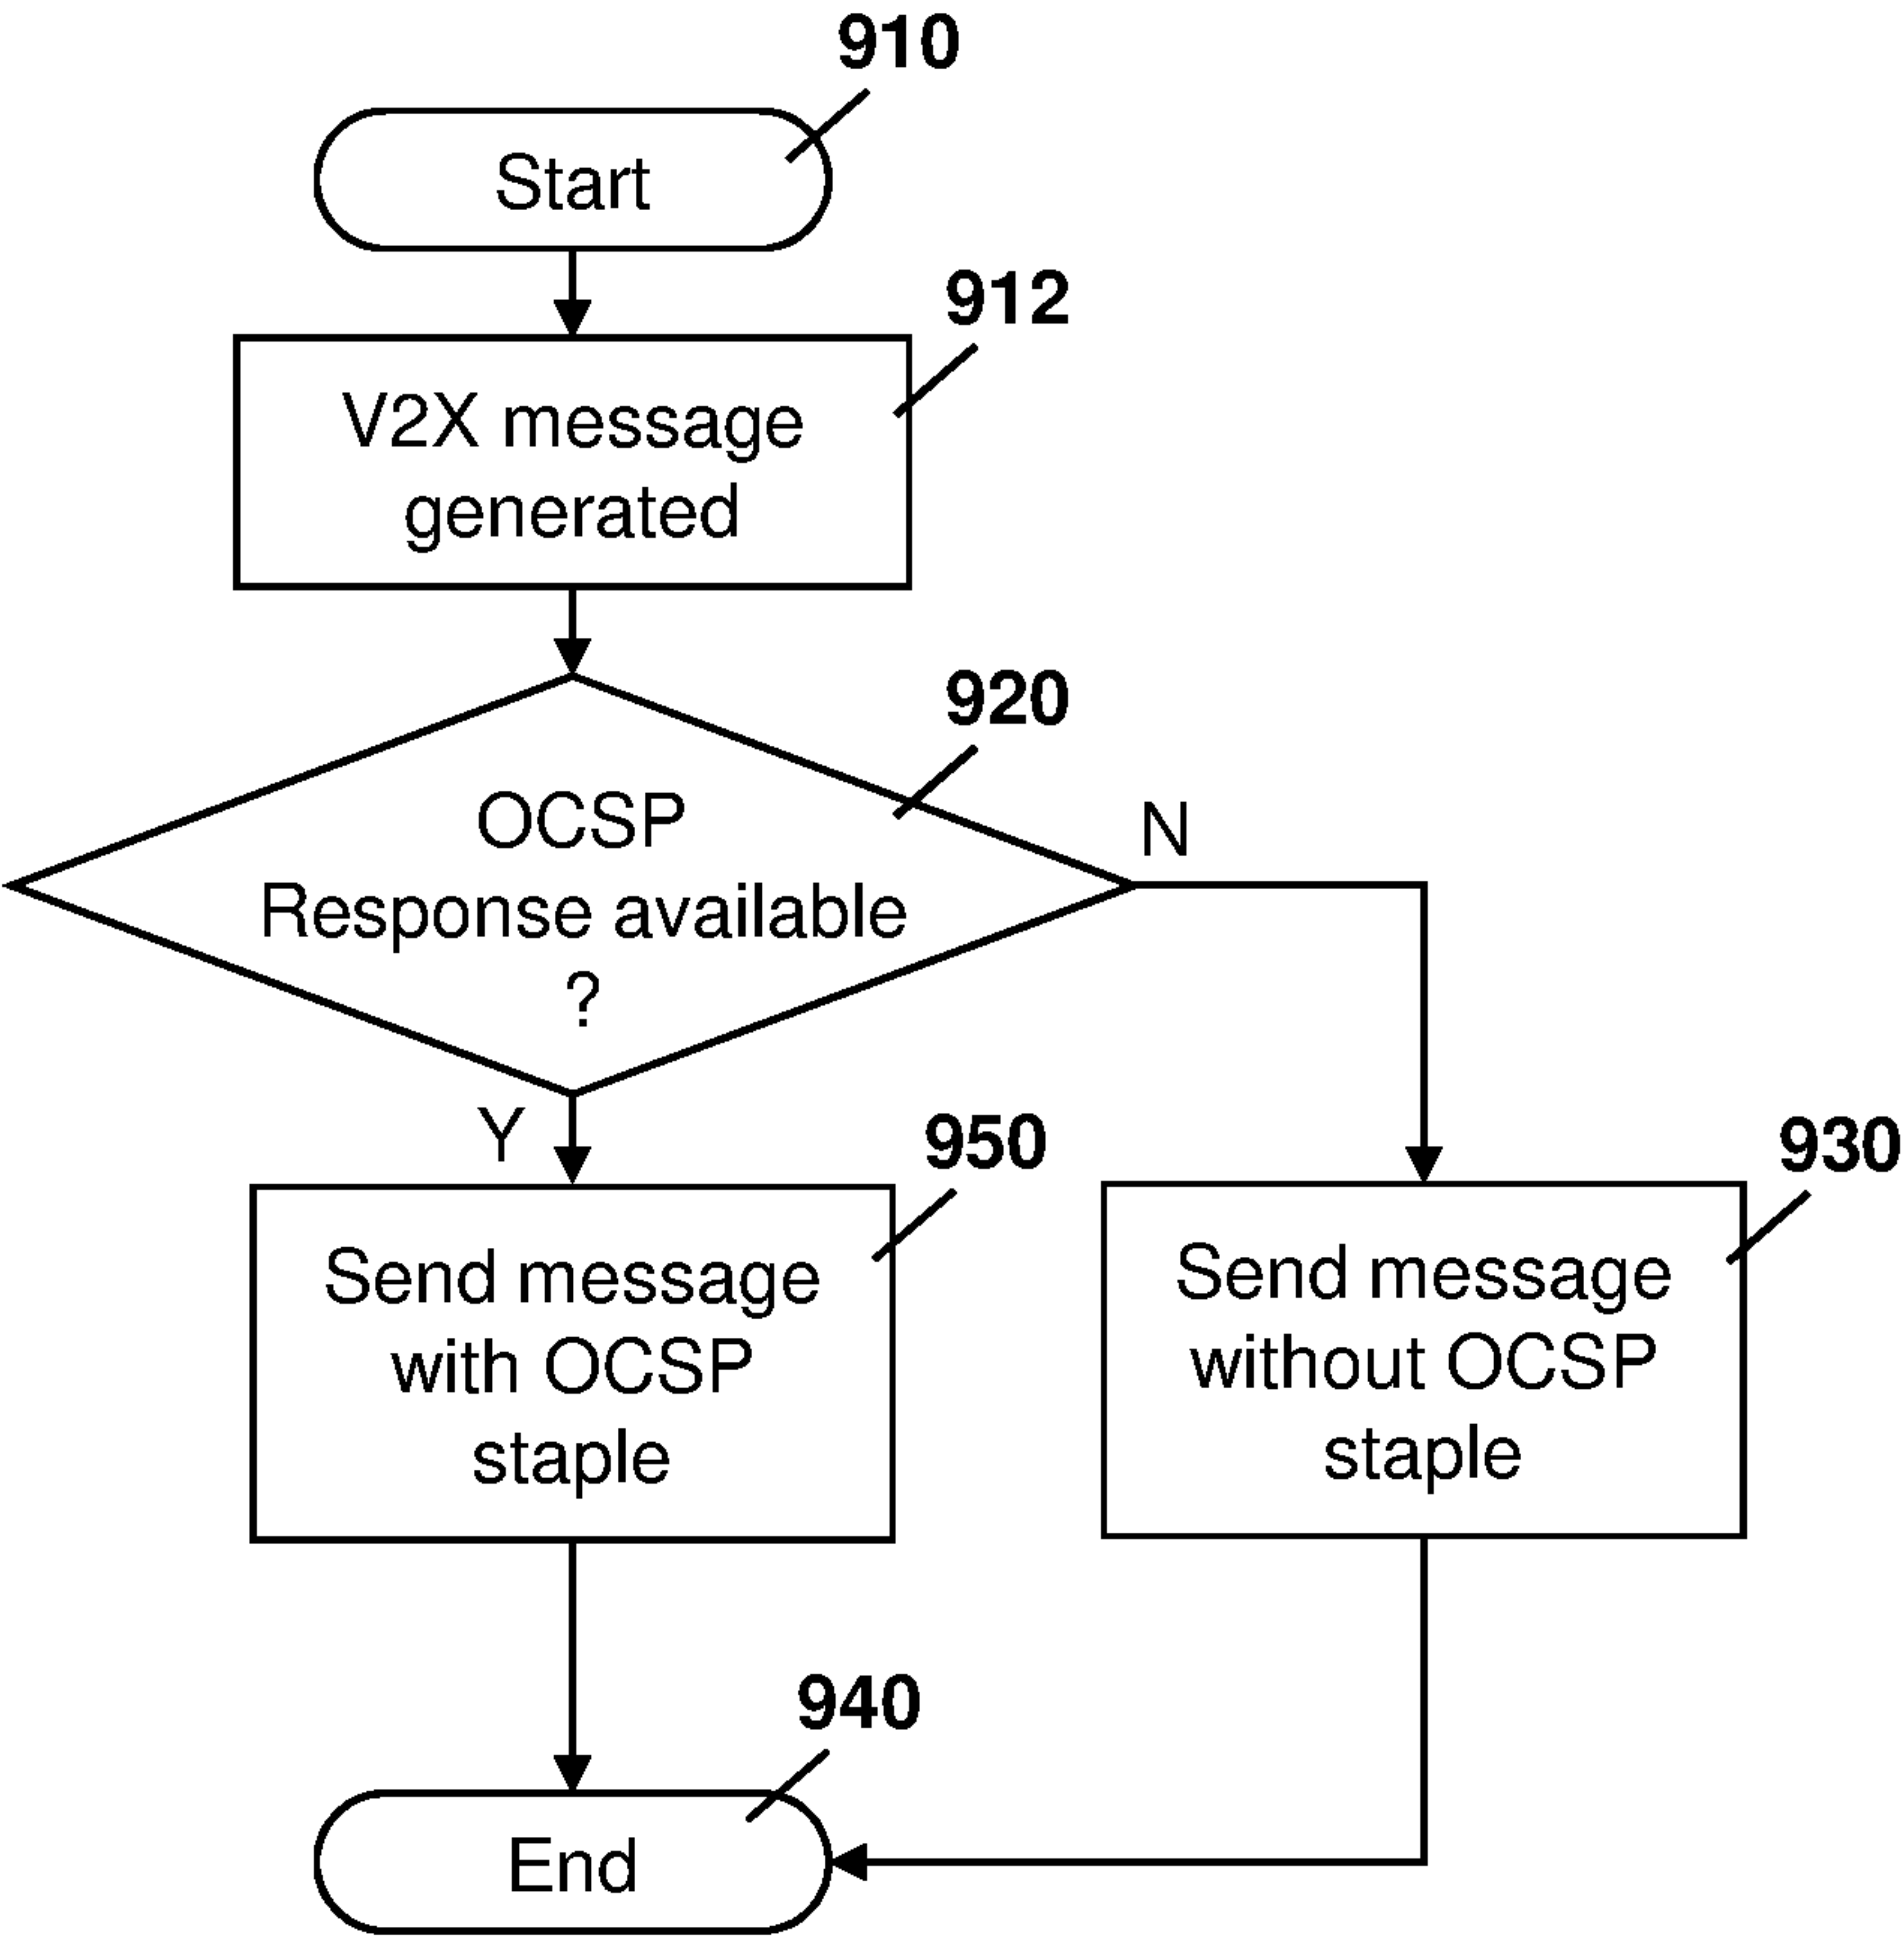 910
Start
912
V2X message
generated
920
OCSP
Response available
?
N
Y
950
Send message
with OCSP
staple
930
Send message
without OCSP
staple
940
End